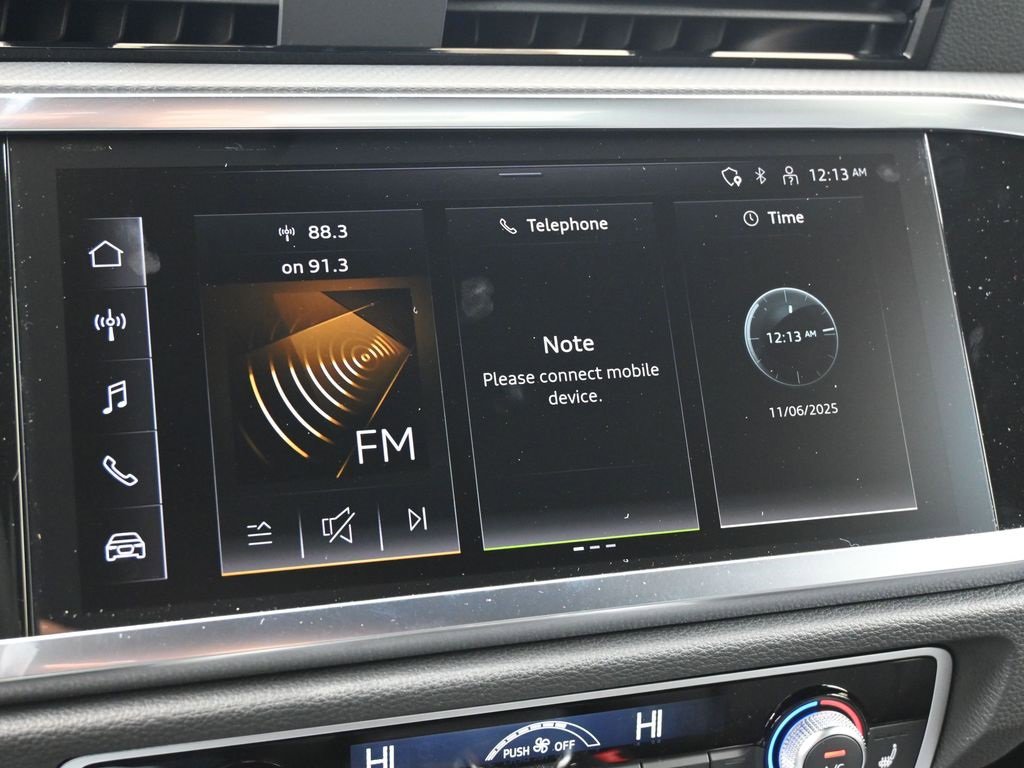 12:13 AM
88.3
on 91.3
FM
Telephone
Note
Please connect mobile
device.
Time
12:13 AM
11/06/2025
HI
PUSH OFF
HI